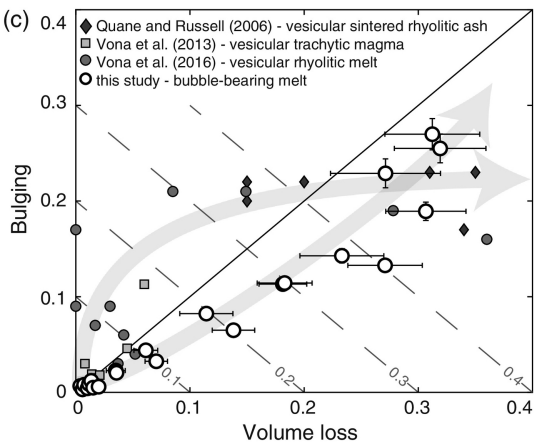 (c)
0.4
Quane and Russell (2006) - vesicular sintered rhyolitic ash
Vona et al. (2013) - vesicular trachytic magma
Vona et al. (2016) - vesicular rhyolitic melt
this study - bubble-bearing melt
0.3
Bulging
0.2
0.1
0
0.1
0.2
0.3
0.4
0 0.1 0.2 0.3 0.4
Volume loss